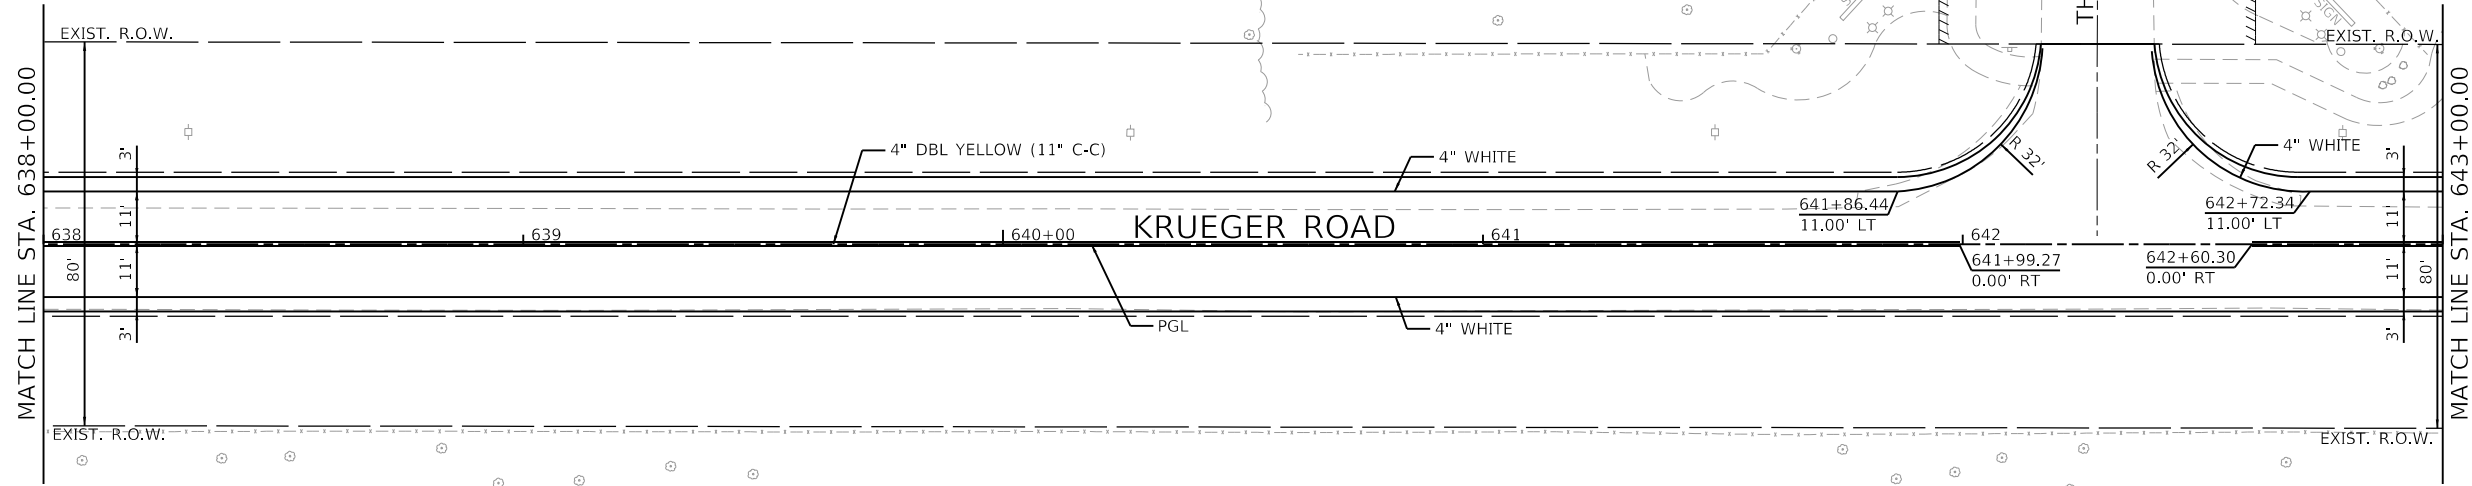 EXIST. R.O.W.
MATCH LINE STA. 638+00.00
80'
3'
11'
11'
3'
638
639
640+00
641
642
4" DBL YELLOW (11" C-C)
4" WHITE
KRUEGER ROAD
PGL
4" WHITE
EXIST. R.O.W.
TH
SIGN
EXIST. R.O.W.
R 32'
R 32'
4" WHITE
641+86.44
11.00' LT
642+72.34
11.00' LT
641+99.27
0.00' RT
642+60.30
0.00' RT
3'
11'
11'
3'
80'
EXIST. R.O.W.
MATCH LINE STA. 643+00.00